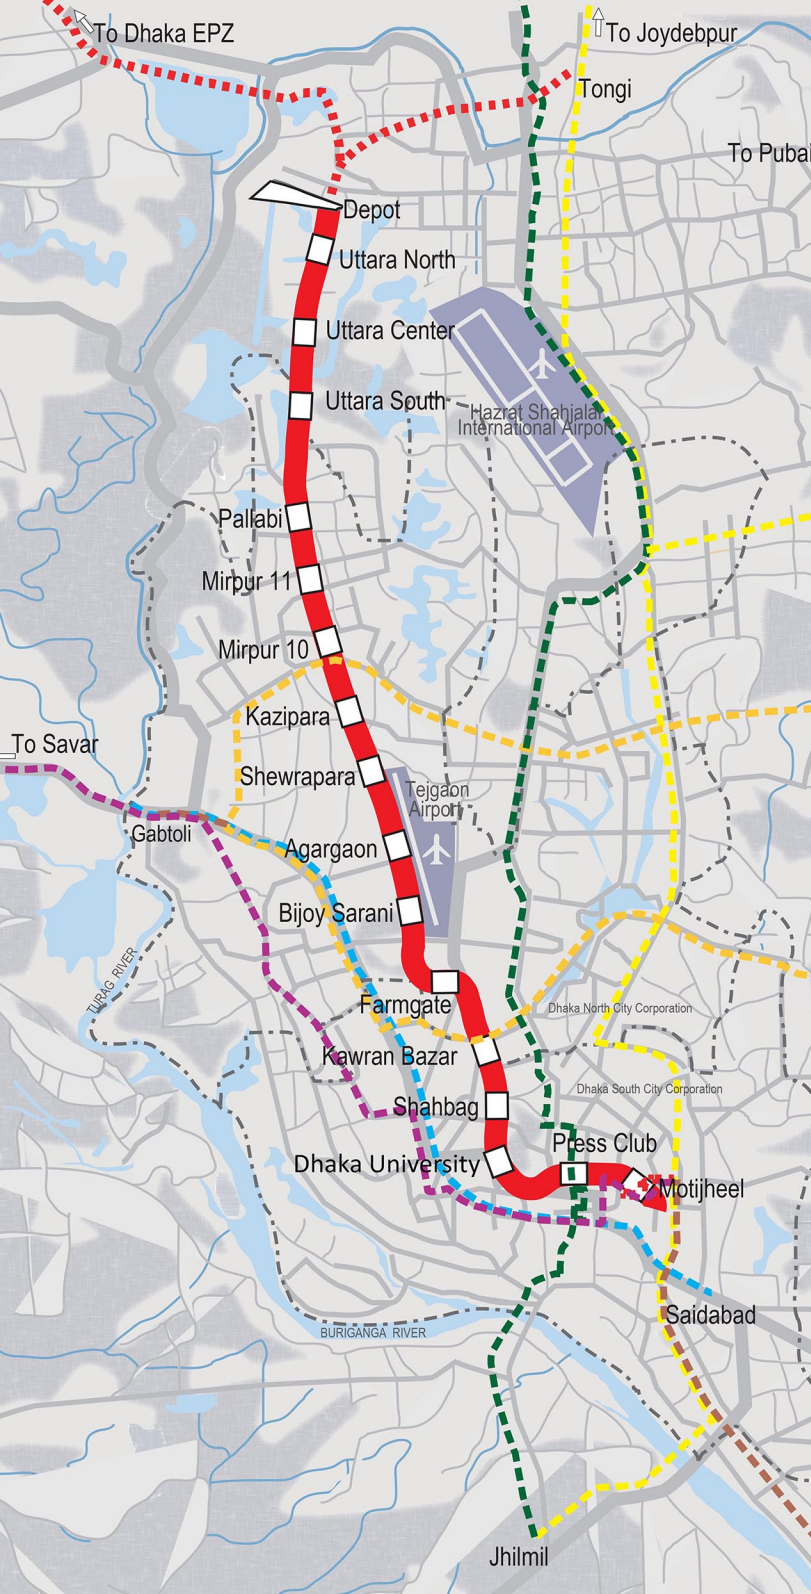 To Dhaka EPZ
To Joydebpur
Tongi
To Pubai
Depot
Uttara North
Uttara Center
Uttara South
Hazrat Shahjalal
International Airport
Pallabi
Mirpur 11
Mirpur 10
Kazipara
To Savar
Shewrapara
Tejgaon
Airport
Gabtoli
Agargaon
Bijoy Sarani
TURAG RIVER
Farmgate
Dhaka North City Corporation
Kawran Bazar
Dhaka South City Corporation
Shahbag
Press Club
Dhaka University
Motijheel
Saidabad
BURIGANGA RIVER
Jhilmil